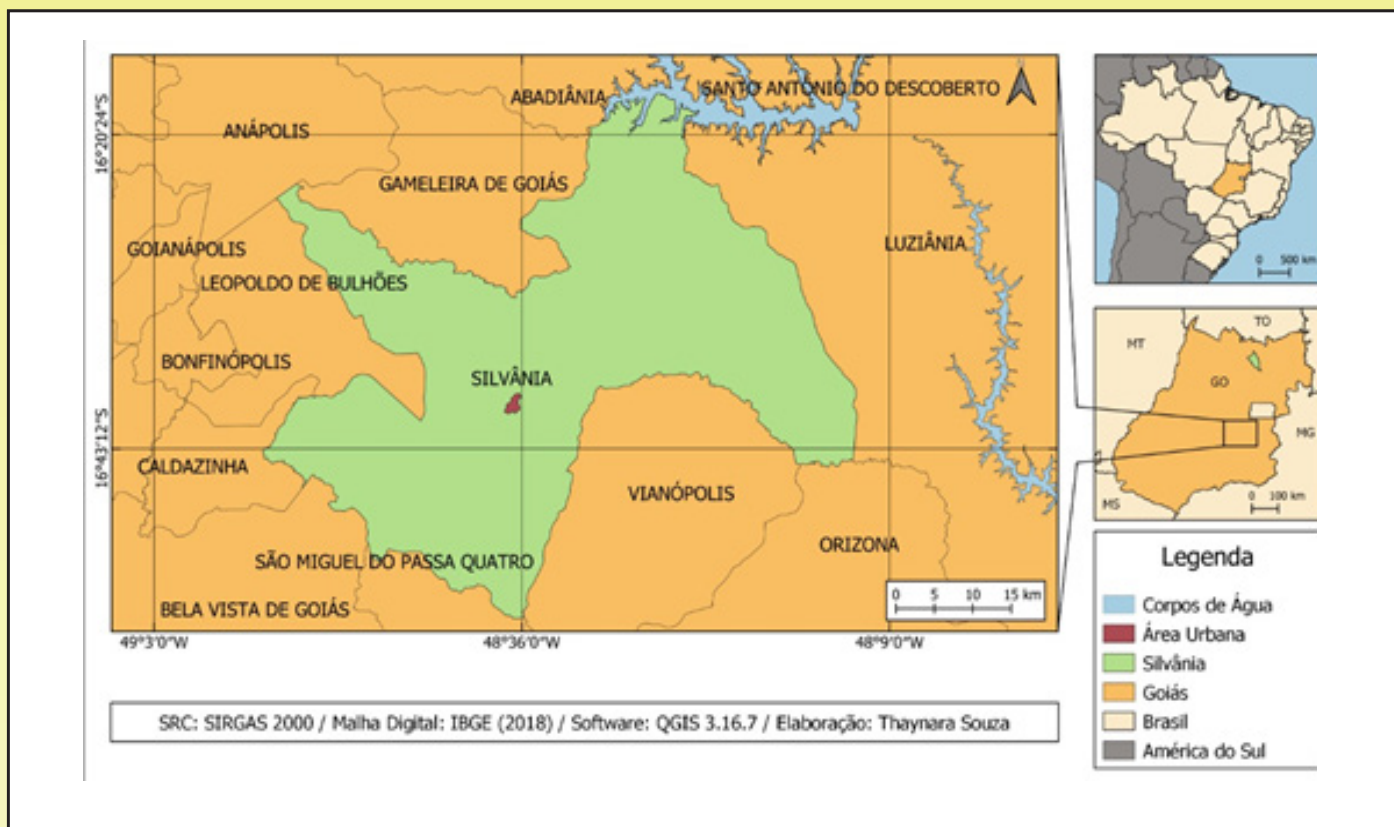 ABADIÂNIA
SANTO ANTÔNIO DO DESCOBERTO
N
ANÁPOLIS
16°20'24"S
GAMELEIRA DE GOIÁS
GOIANÁPOLIS
LUZIÂNIA
LEOPOLDO DE BULHÕES
BONFINÓPOLIS
SILVÂNIA
16°43'12"S
CALDAZINHA
VIANÓPOLIS
ORIZONA
SÃO MIGUEL DO PASSA QUATRO
BELA VISTA DE GOIÁS
0 5 10 15 km
49°3'0"W 48°36'0"W 48°9'0"W
0 500 km
TO
MT
GO
MG
MS
0 100 km
Legenda
Corpos de Água
Área Urbana
Silvânia
Goiás
Brasil
América do Sul
SRC: SIRGAS 2000 / Malha Digital: IBGE (2018) / Software: QGIS 3.16.7 / Elaboração: Thaynara Souza